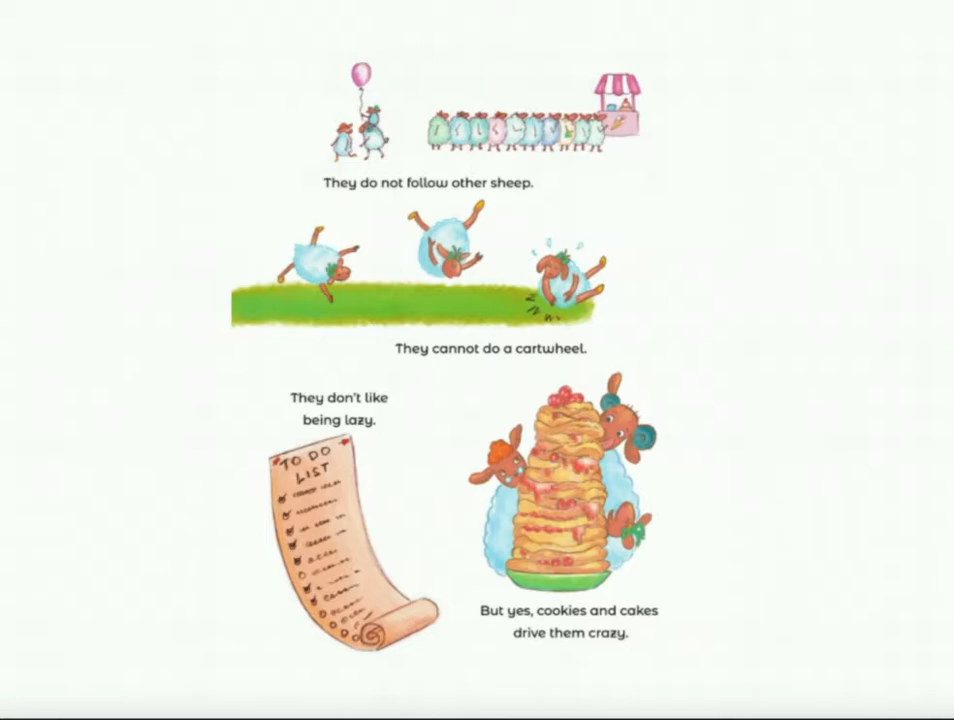 They do not follow other sheep.
They cannot do a cartwheel.
They don't like
being lazy.
TO DO
LIST
But yes, cookies and cakes
drive them crazy.